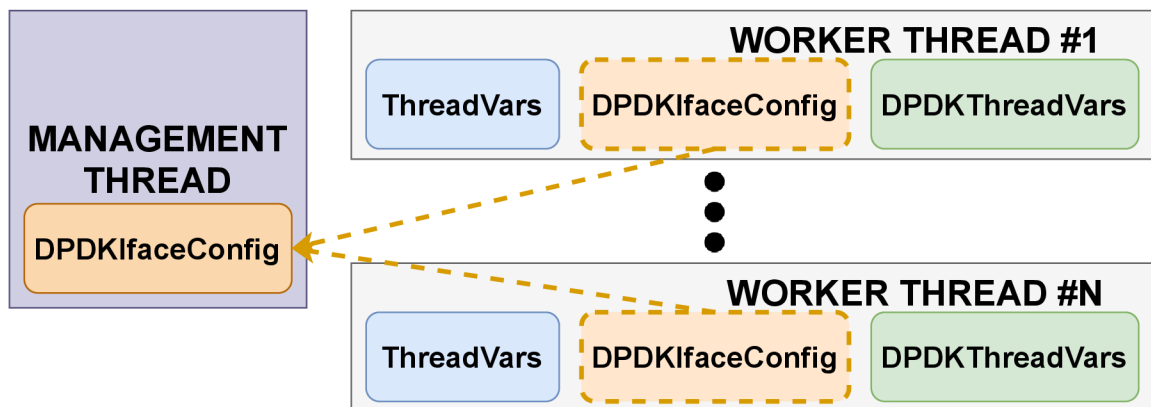 MANAGEMENT
THREAD
DPDKIfaceConfig
WORKER THREAD #1
ThreadVars
DPDKIfaceConfig
DPDKThreadVars
WORKER THREAD #N
ThreadVars
DPDKIfaceConfig
DPDKThreadVars